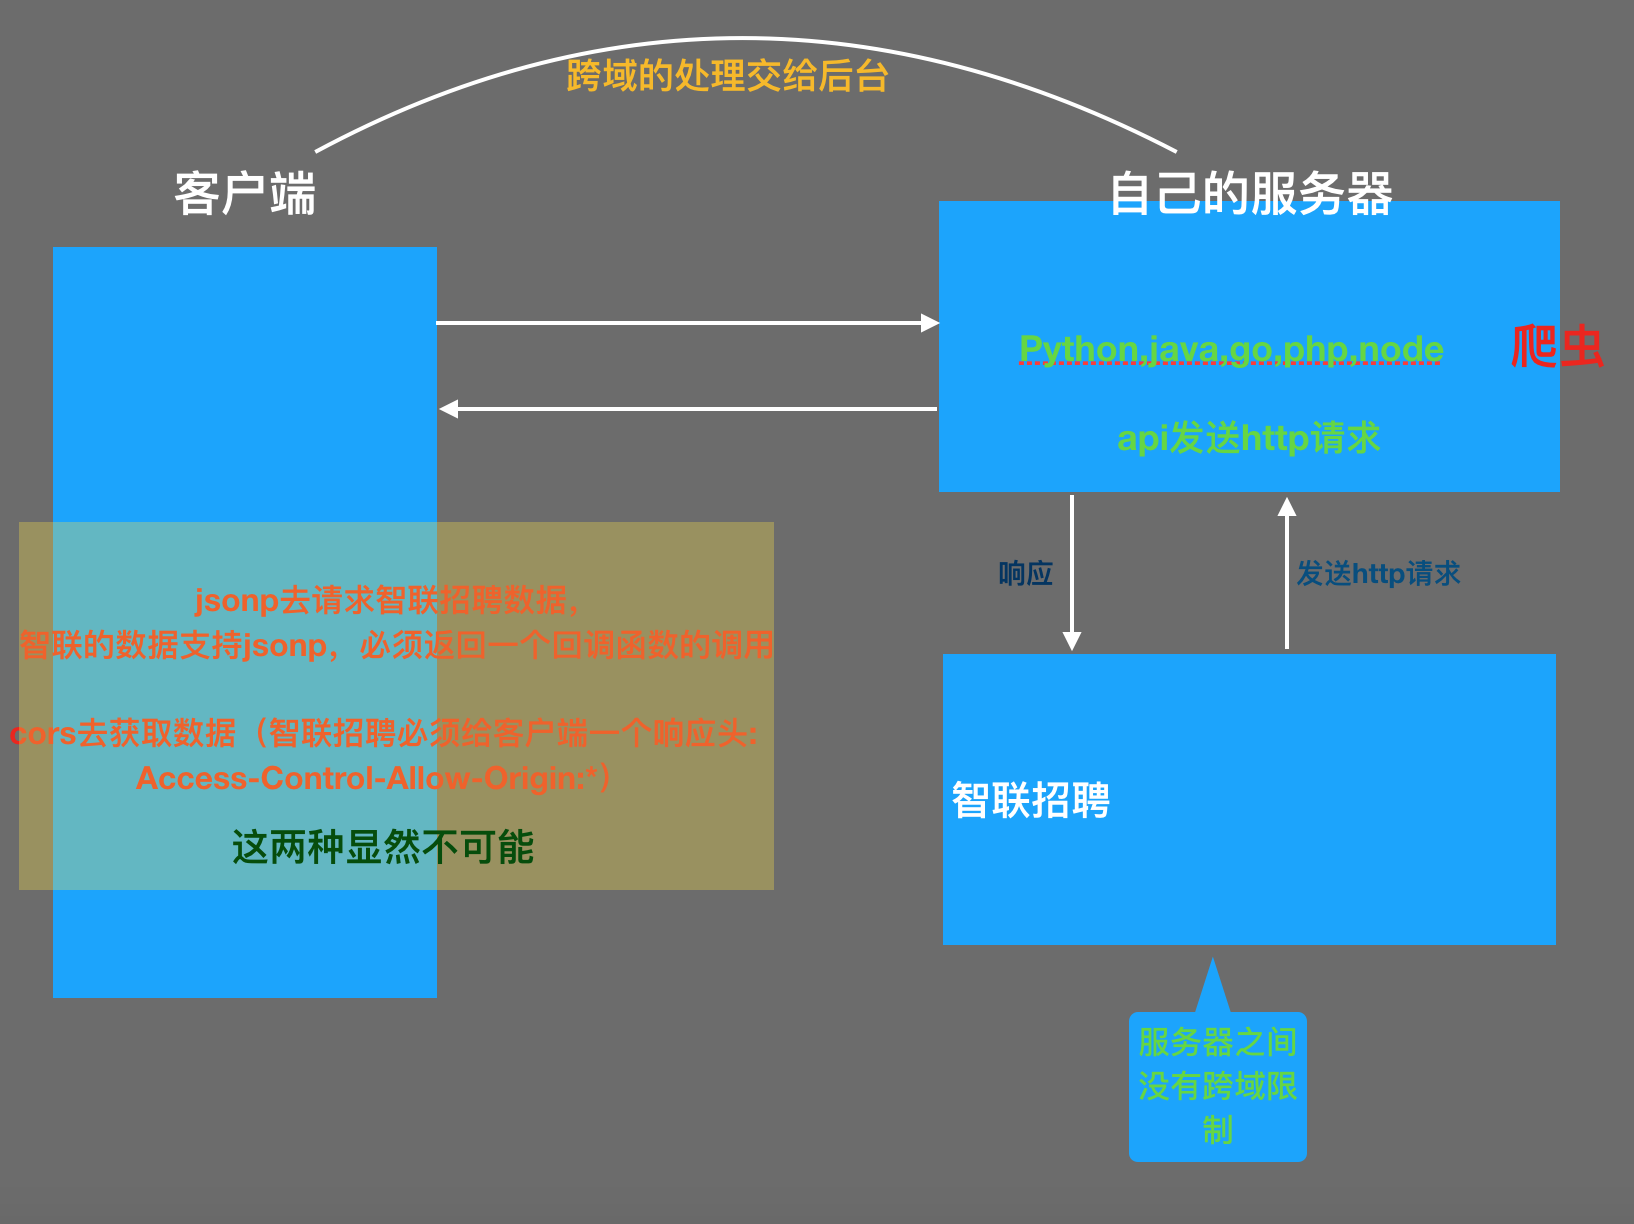 跨域的处理交给后台
客户端
自己的服务器
Python,java,go,php,node
爬虫
api发送http请求
响应
发送http请求
jsonp去请求智联招聘数据，
智联的数据支持jsonp，必须返回一个回调函数的调用
cors去获取数据（智联招聘必须给客户端一个响应头:
Access-Control-Allow-Origin:*）
这两种显然不可能
智联招聘
服务器之间
没有跨域限
制